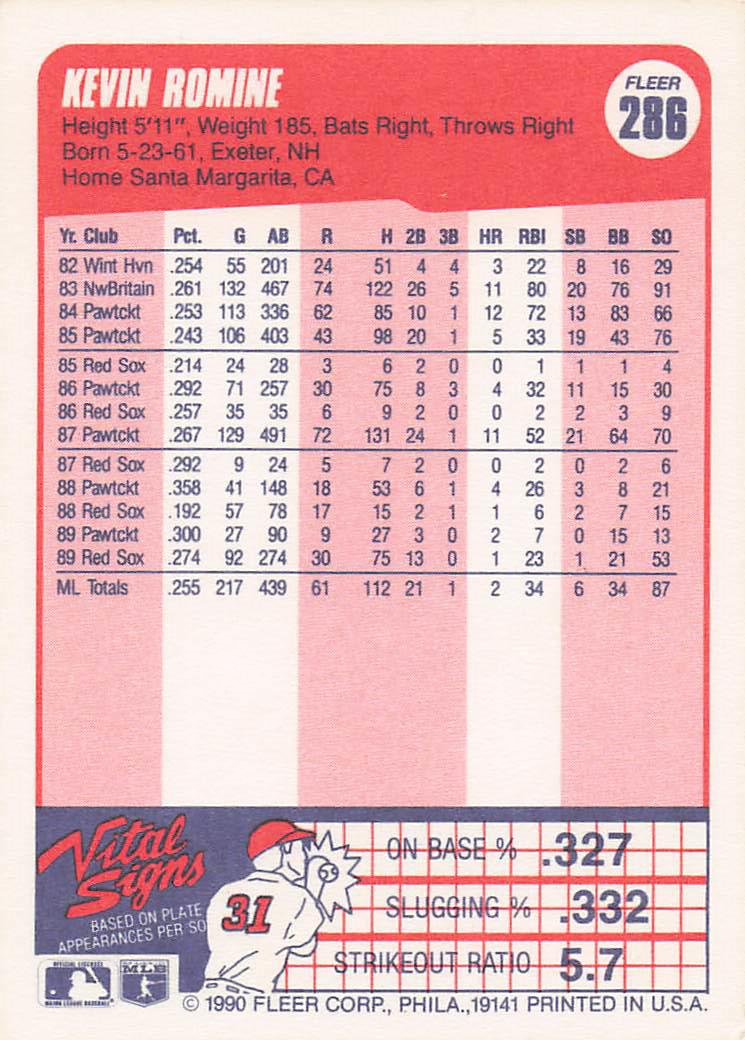 KEVIN ROMINE
FLEER
286
Height 5'11", Weight 185, Bats Right, Throws Right
Born 5-23-61, Exeter, NH
Home Santa Margarita, CA
Yr. Club Pct. G AB R H 2B 3B HR RBI SB BB SO
82 Wint Hvn .254 55 201 24 51 4 4 3 22 8 16 29
83 NwBritain .261 132 467 74 122 26 5 11 80 20 76 91
84 Pawtckt .253 113 336 62 85 10 1 12 72 13 83 66
85 Pawtckt .243 106 403 43 98 20 1 5 33 19 43 76
85 Red Sox .214 24 28 3 6 2 0 0 1 1 1 4
86 Pawtckt .292 71 257 30 75 8 3 4 32 11 15 30
86 Red Sox .257 35 35 6 9 2 0 0 2 2 3 9
87 Pawtckt .267 129 491 72 131 24 1 11 52 21 64 70
87 Red Sox .292 9 24 5 7 2 0 0 2 0 2 6
88 Pawtckt .358 41 148 18 53 6 1 4 26 3 8 21
88 Red Sox .192 57 78 17 15 2 1 1 6 2 7 15
89 Pawtckt .300 27 90 9 27 3 0 2 7 0 15 13
89 Red Sox .274 92 274 30 75 13 0 1 23 1 21 53
ML Totals .255 217 439 61 112 21 1 2 34 6 34 87
Vital
Signs
BASED ON PLATE
APPEARANCES PER SO
31
ON BASE % .327
SLUGGING % .332
STRIKEOUT RATIO 5.7
OFFICIAL LICENSEE
MAJOR LEAGUE BASEBALL
MLB
© 1990 FLEER CORP., PHILA.,19141 PRINTED IN U.S.A.